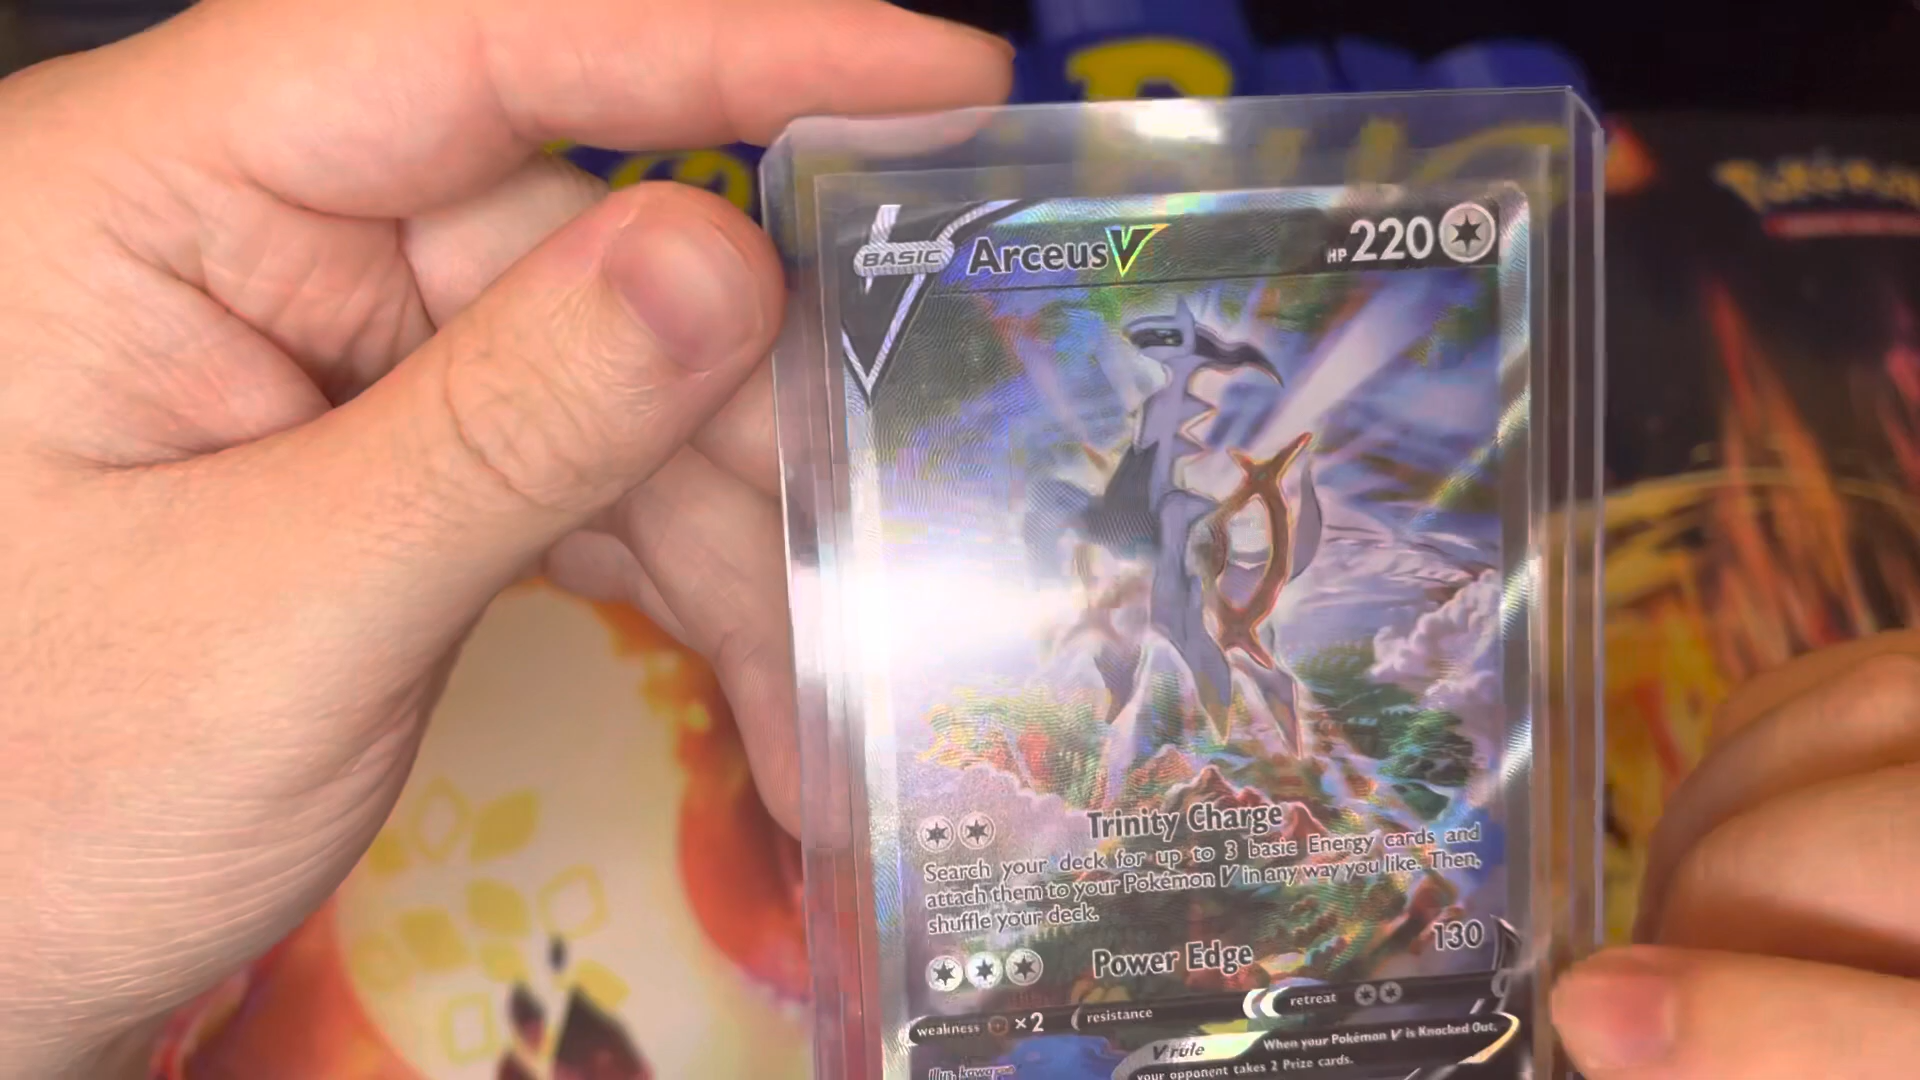 BASIC ArceusV HP 220
Trinity Charge
Search your deck for up to 3 basic Energy cards and
attach them to your Pokémon V in any way you like. Then,
shuffle your deck.
Power Edge 130
weakness ×2 resistance retreat
V rule When your Pokémon V is Knocked Out,
your opponent takes 2 Prize cards.
Illus.
Pokémon